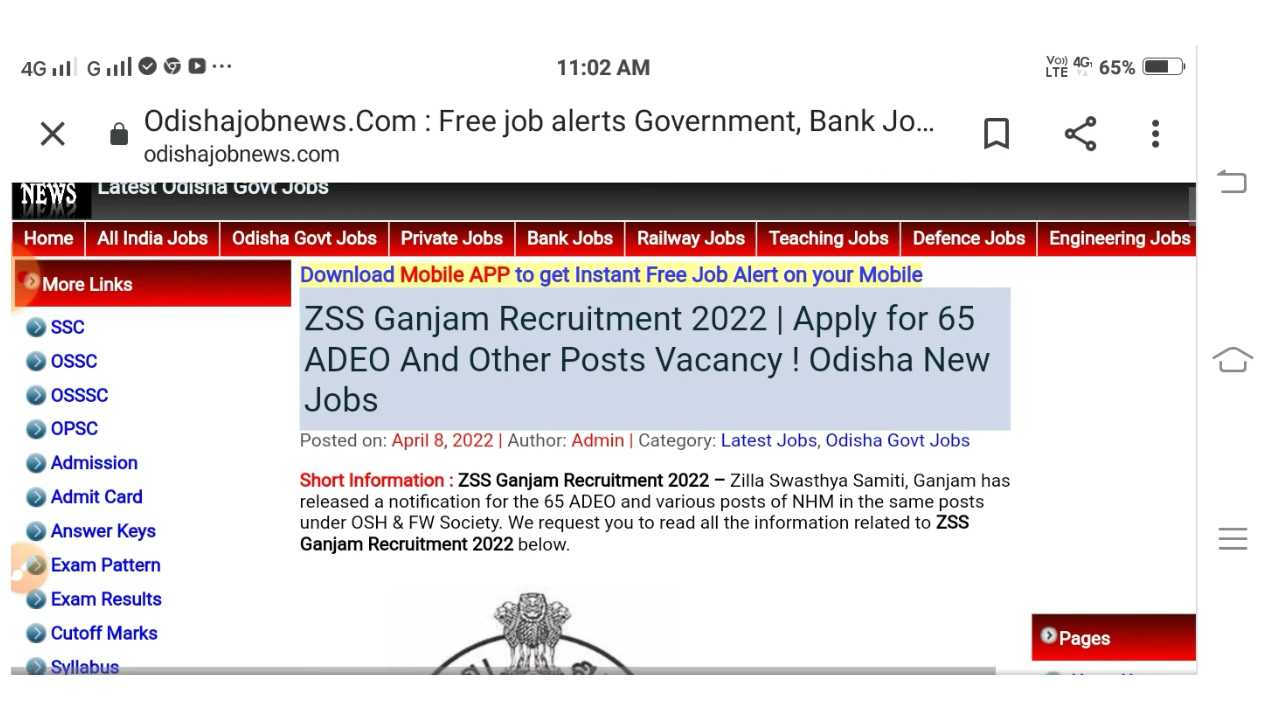 4G G ...
11:02 AM
Vo)) LTE 4G 65%
Odishajobnews.Com : Free job alerts Government, Bank Jo...
odishajobnews.com
NEWS
Latest Odisha Govt Jobs
Home All India Jobs Odisha Govt Jobs Private Jobs Bank Jobs Railway Jobs Teaching Jobs Defence Jobs Engineering Jobs
More Links
SSC
OSSC
OSSSC
OPSC
Admission
Admit Card
Answer Keys
Exam Pattern
Exam Results
Cutoff Marks
Syllabus
Download Mobile APP to get Instant Free Job Alert on your Mobile
ZSS Ganjam Recruitment 2022 | Apply for 65
ADEO And Other Posts Vacancy ! Odisha New
Jobs
Posted on: April 8, 2022 | Author: Admin | Category: Latest Jobs, Odisha Govt Jobs
Short Information : ZSS Ganjam Recruitment 2022 – Zilla Swasthya Samiti, Ganjam has
released a notification for the 65 ADEO and various posts of NHM in the same posts
under OSH & FW Society. We request you to read all the information related to ZSS
Ganjam Recruitment 2022 below.
Pages